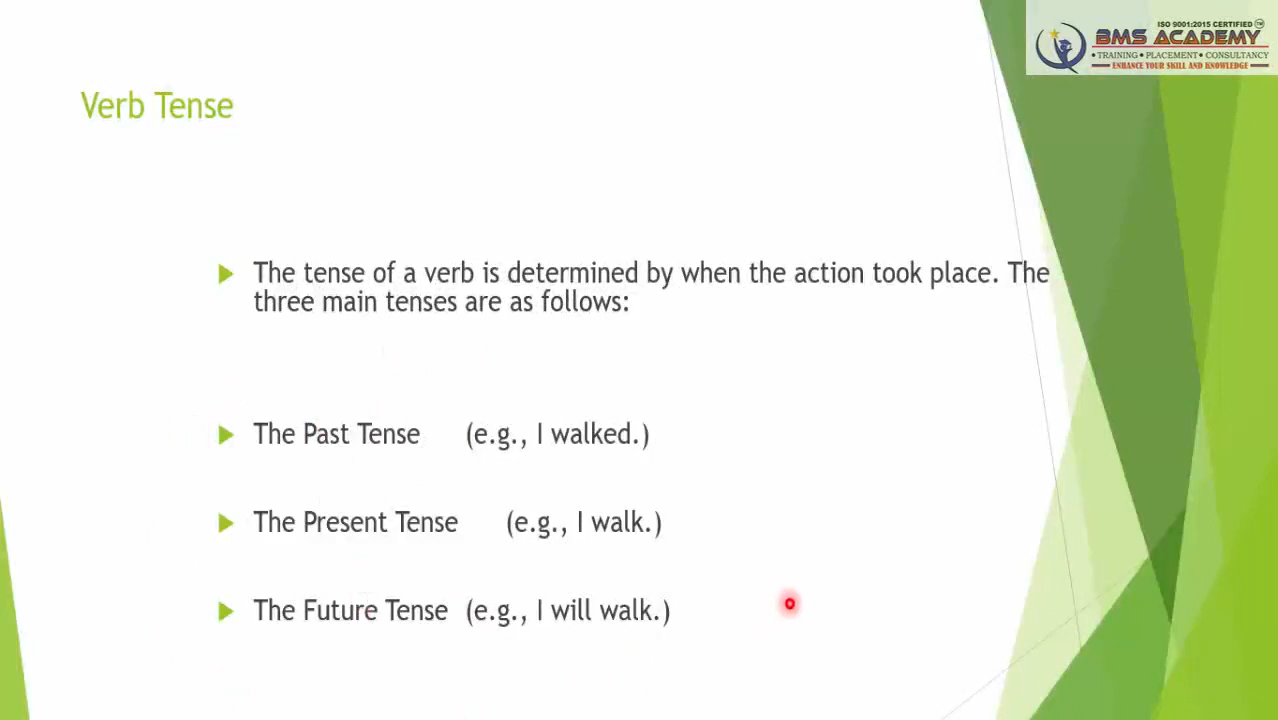 ISO 9001:2015 CERTIFIED TM
BMS ACADEMY
• TRAINING • PLACEMENT • CONSULTANCY
ENHANCE YOUR SKILL AND KNOWLEDGE
Verb Tense
The tense of a verb is determined by when the action took place. The
three main tenses are as follows:
The Past Tense (e.g., I walked.)
The Present Tense (e.g., I walk.)
The Future Tense (e.g., I will walk.)